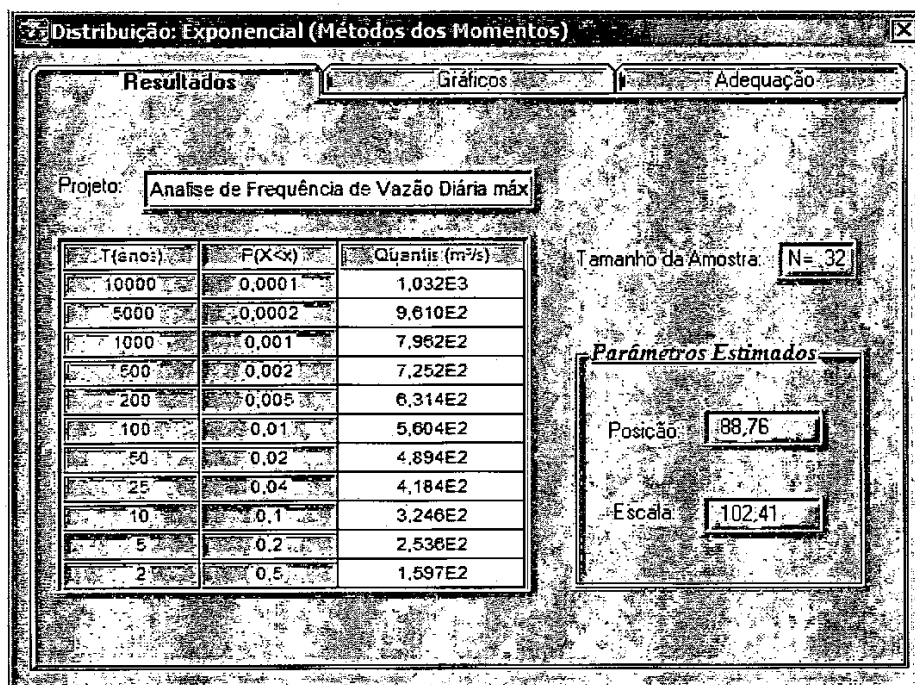 Distribuição: Exponencial (Métodos dos Momentos)
Resultados Gráficos Adequação
Projeto: Analise de Frequência de Vazão Diária máx
T(anos) P(X<x) Quantis (m³/s)
Tamanho da Amostra: N= 32
10000 0,0001 1,032E3
5000 0,0002 9,610E2
1000 0,001 7,962E2
500 0,002 7,252E2
200 0,005 6,314E2
100 0,01 5,604E2
50 0,02 4,894E2
25 0,04 4,184E2
10 0,1 3,246E2
5 0,2 2,536E2
2 0,5 1,597E2
Parâmetros Estimados
Posição: 88,76
Escala: 102,41